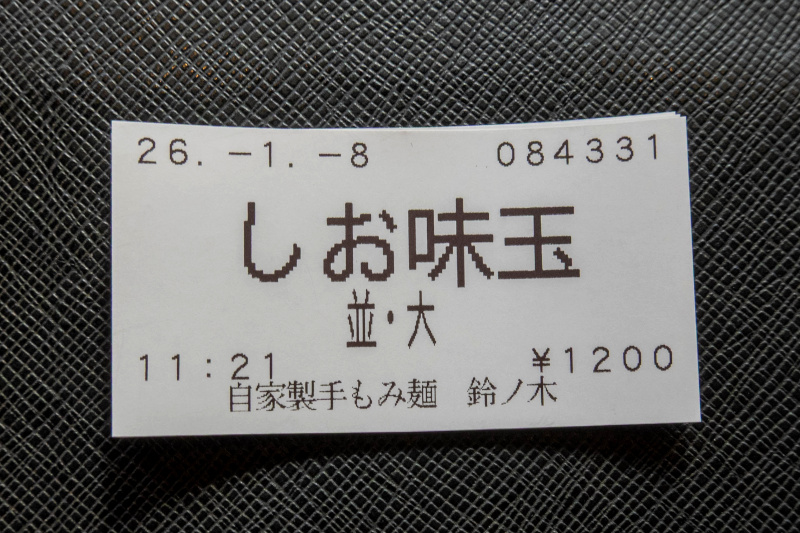 26.-1.-8 084331
しお味玉
並・大
11:21 ¥1200
自家製手もみ麺 鈴ノ木